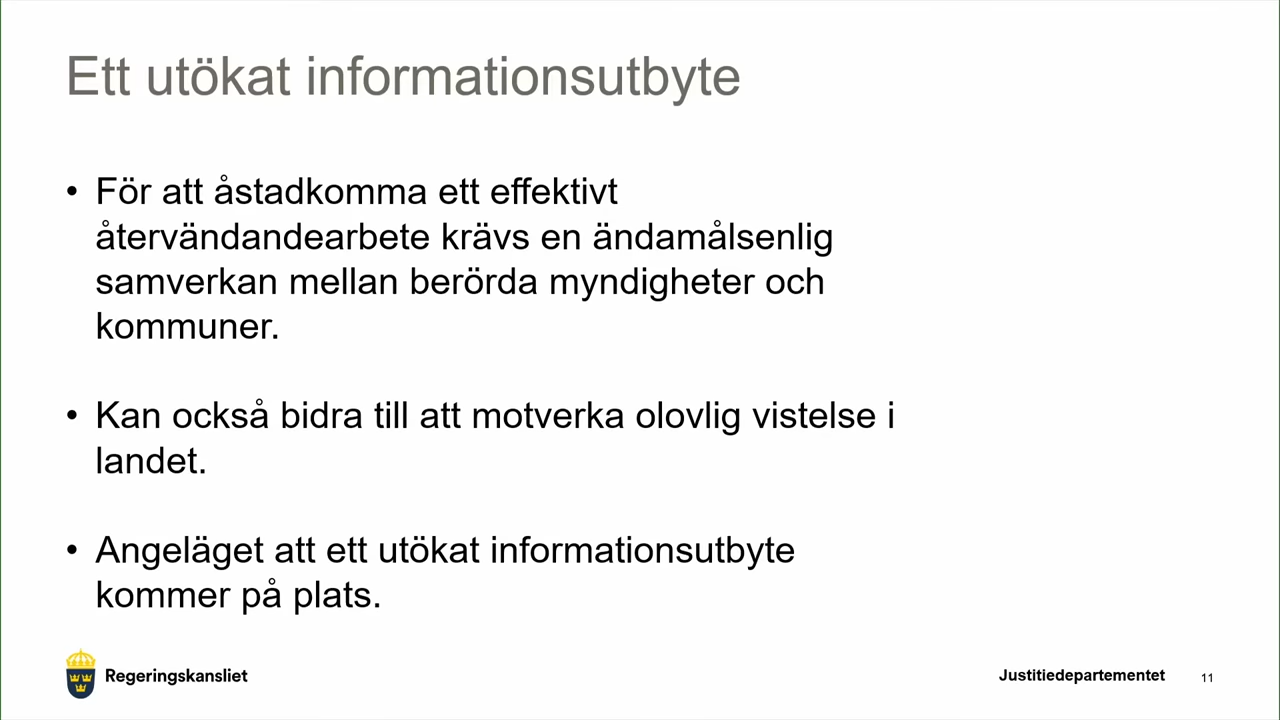 Ett utökat informationsutbyte
• För att åstadkomma ett effektivt
återvändandearbete krävs en ändamålsenlig
samverkan mellan berörda myndigheter och
kommuner.
• Kan också bidra till att motverka olovlig vistelse i
landet.
• Angeläget att ett utökat informationsutbyte
kommer på plats.
Regeringskansliet
Justitiedepartementet
11